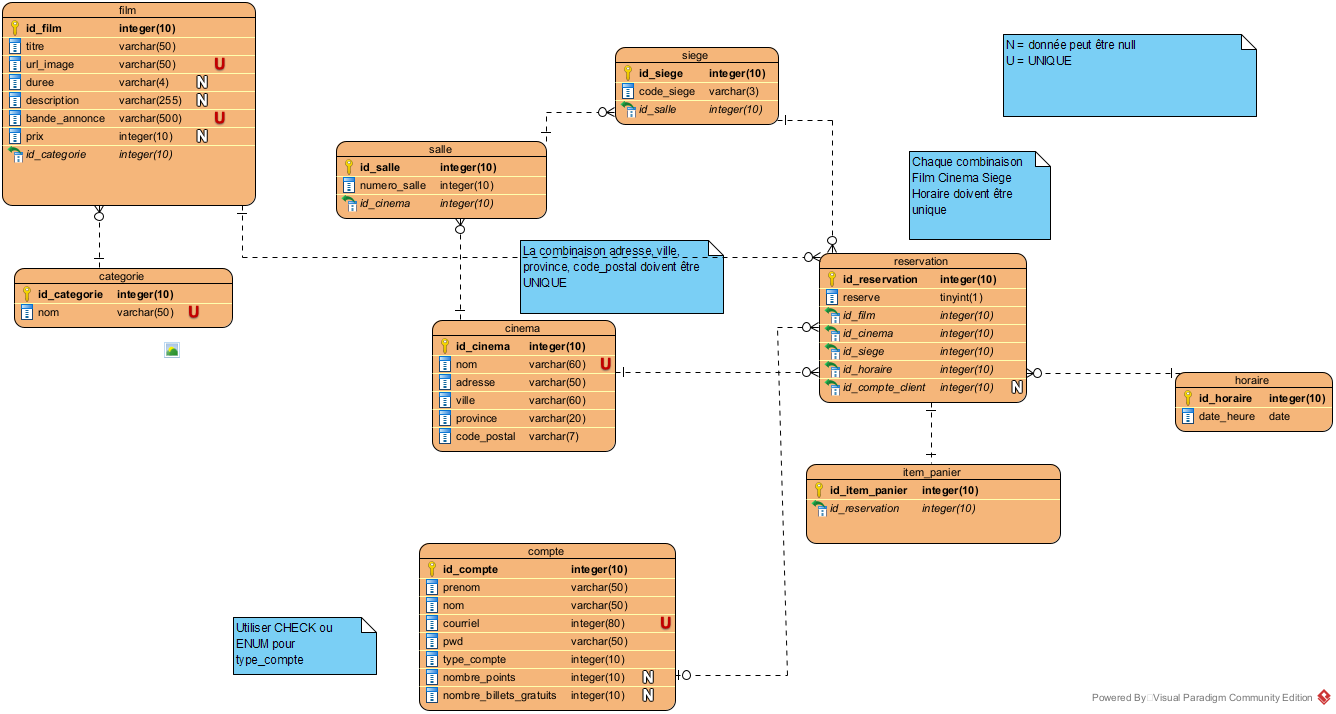 film
id_film integer(10)
titre varchar(50)
url_image varchar(50) U
duree varchar(4) N
description varchar(255) N
bande_annonce varchar(500) U
prix integer(10) N
id_categorie integer(10)
categorie
id_categorie integer(10)
nom varchar(50) U
siege
id_siege integer(10)
code_siege varchar(3)
id_salle integer(10)
salle
id_salle integer(10)
numero_salle integer(10)
id_cinema integer(10)
N = donnée peut être null
U = UNIQUE
Chaque combinaison
Film Cinema Siege
Horaire doivent être
unique
La combinaison adresse, ville,
province, code_postal doivent être
UNIQUE
cinema
id_cinema integer(10)
nom varchar(60) U
adresse varchar(50)
ville varchar(60)
province varchar(20)
code_postal varchar(7)
reservation
id_reservation integer(10)
reserve tinyint(1)
id_film integer(10)
id_cinema integer(10)
id_siege integer(10)
id_horaire integer(10)
id_compte_client integer(10) N
horaire
id_horaire integer(10)
date_heure date
item_panier
id_item_panier integer(10)
id_reservation integer(10)
compte
id_compte integer(10)
prenom varchar(50)
nom varchar(50)
courriel integer(80) U
pwd varchar(50)
type_compte integer(10)
nombre_points integer(10) N
nombre_billets_gratuits integer(10) N
Utiliser CHECK ou
ENUM pour
type_compte
Powered By Visual Paradigm Community Edition